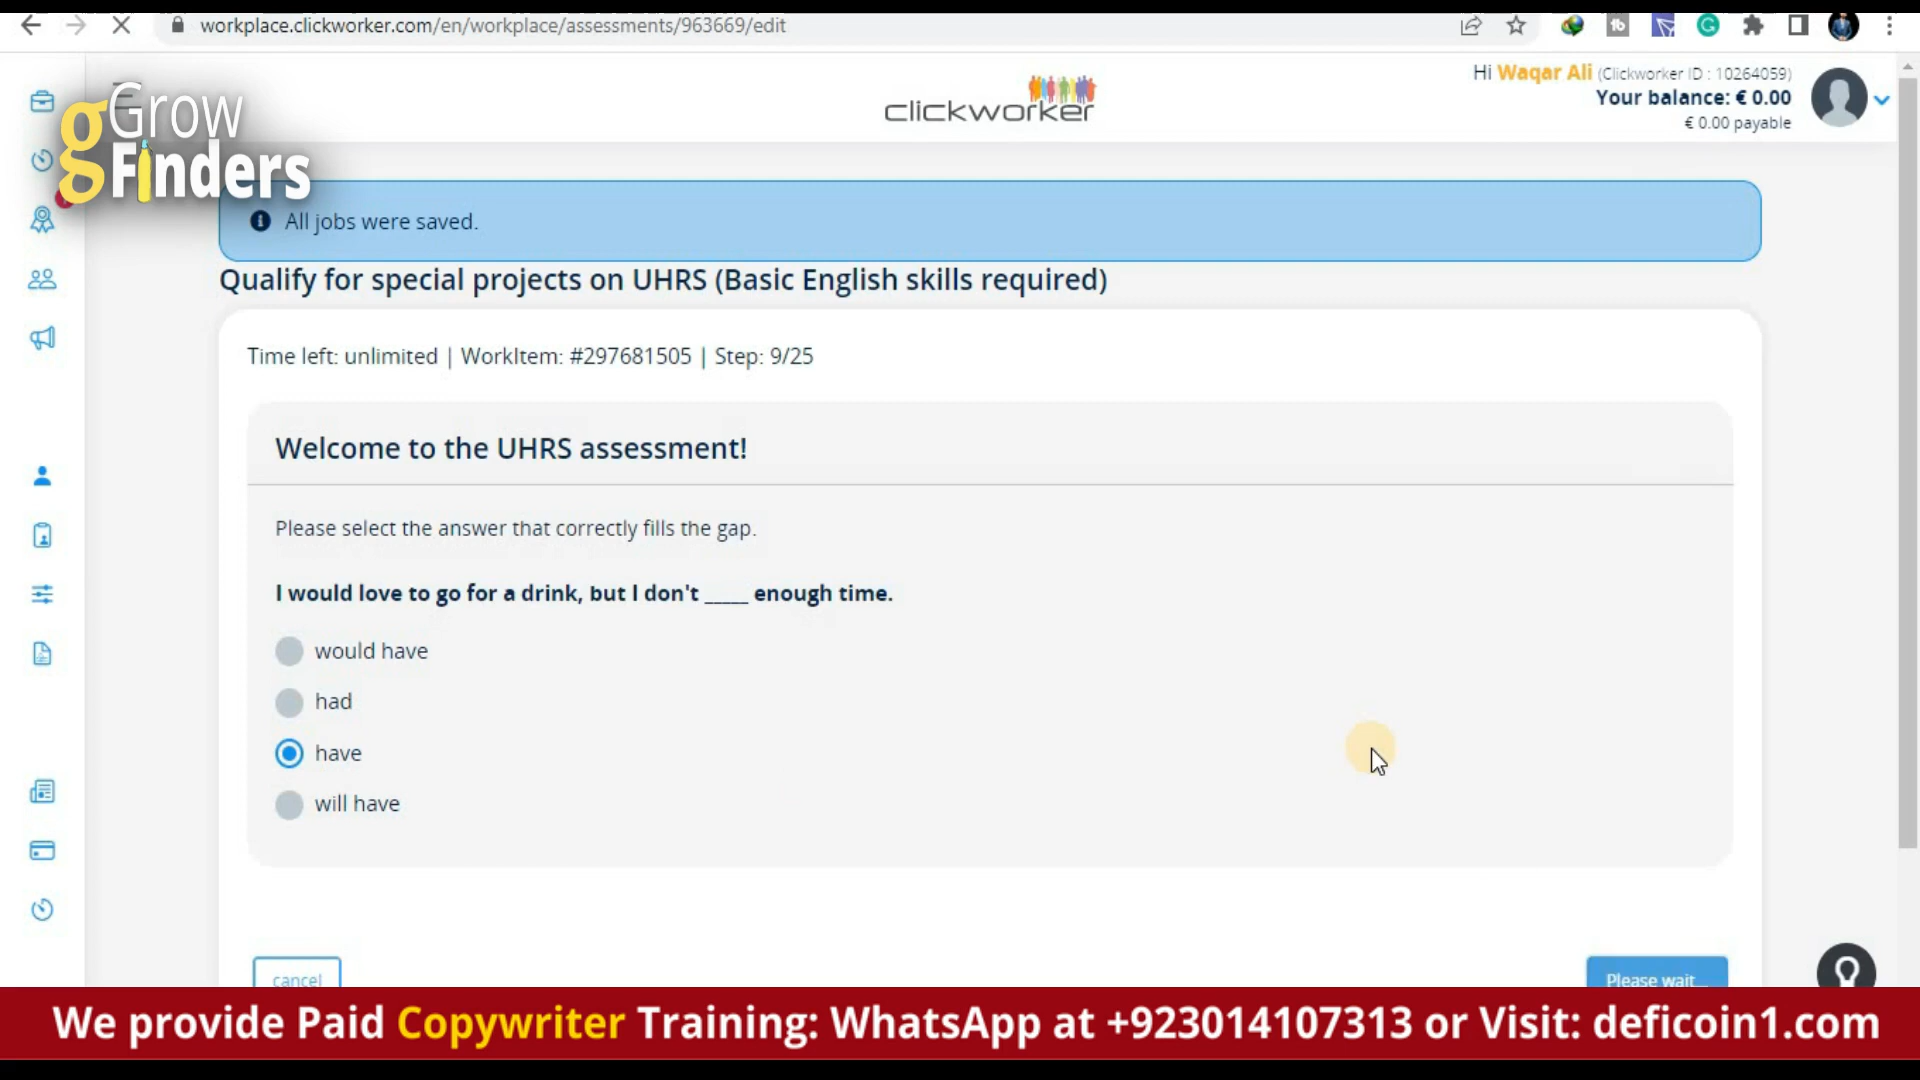 workplace.clickworker.com/en/workplace/assessments/963669/edit
Grow
Finders
clickworker
Hi Waqar Ali (Clickworker ID : 10264059)
Your balance: € 0.00
€ 0.00 payable
All jobs were saved.
Qualify for special projects on UHRS (Basic English skills required)
Time left: unlimited | WorkItem: #297681505 | Step: 9/25
Welcome to the UHRS assessment!
Please select the answer that correctly fills the gap.
I would love to go for a drink, but I don't _____ enough time.
would have
had
have
will have
cancel
Please wait...
We provide Paid Copywriter Training: WhatsApp at +923014107313 or Visit: deficoin1.com